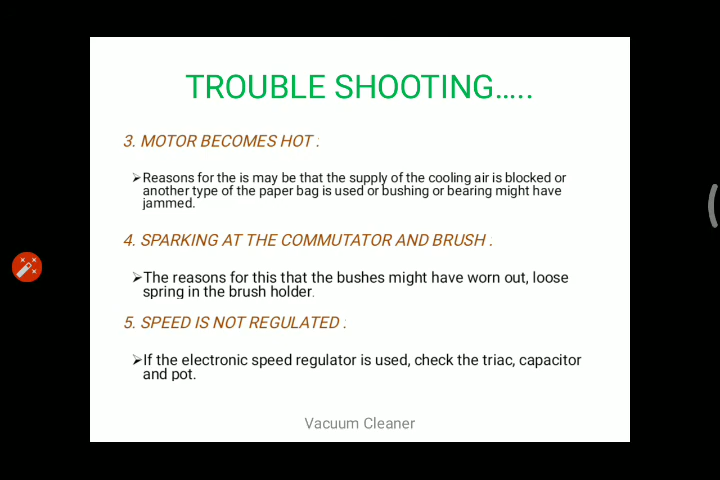 TROUBLE SHOOTING.....
3. MOTOR BECOMES HOT :
➢Reasons for the is may be that the supply of the cooling air is blocked or
another type of the paper bag is used or bushing or bearing might have
jammed.
4. SPARKING AT THE COMMUTATOR AND BRUSH .
➢The reasons for this that the bushes might have worn out, loose
spring in the brush holder.
5. SPEED IS NOT REGULATED :
➢If the electronic speed regulator is used, check the triac, capacitor
and pot.
Vacuum Cleaner